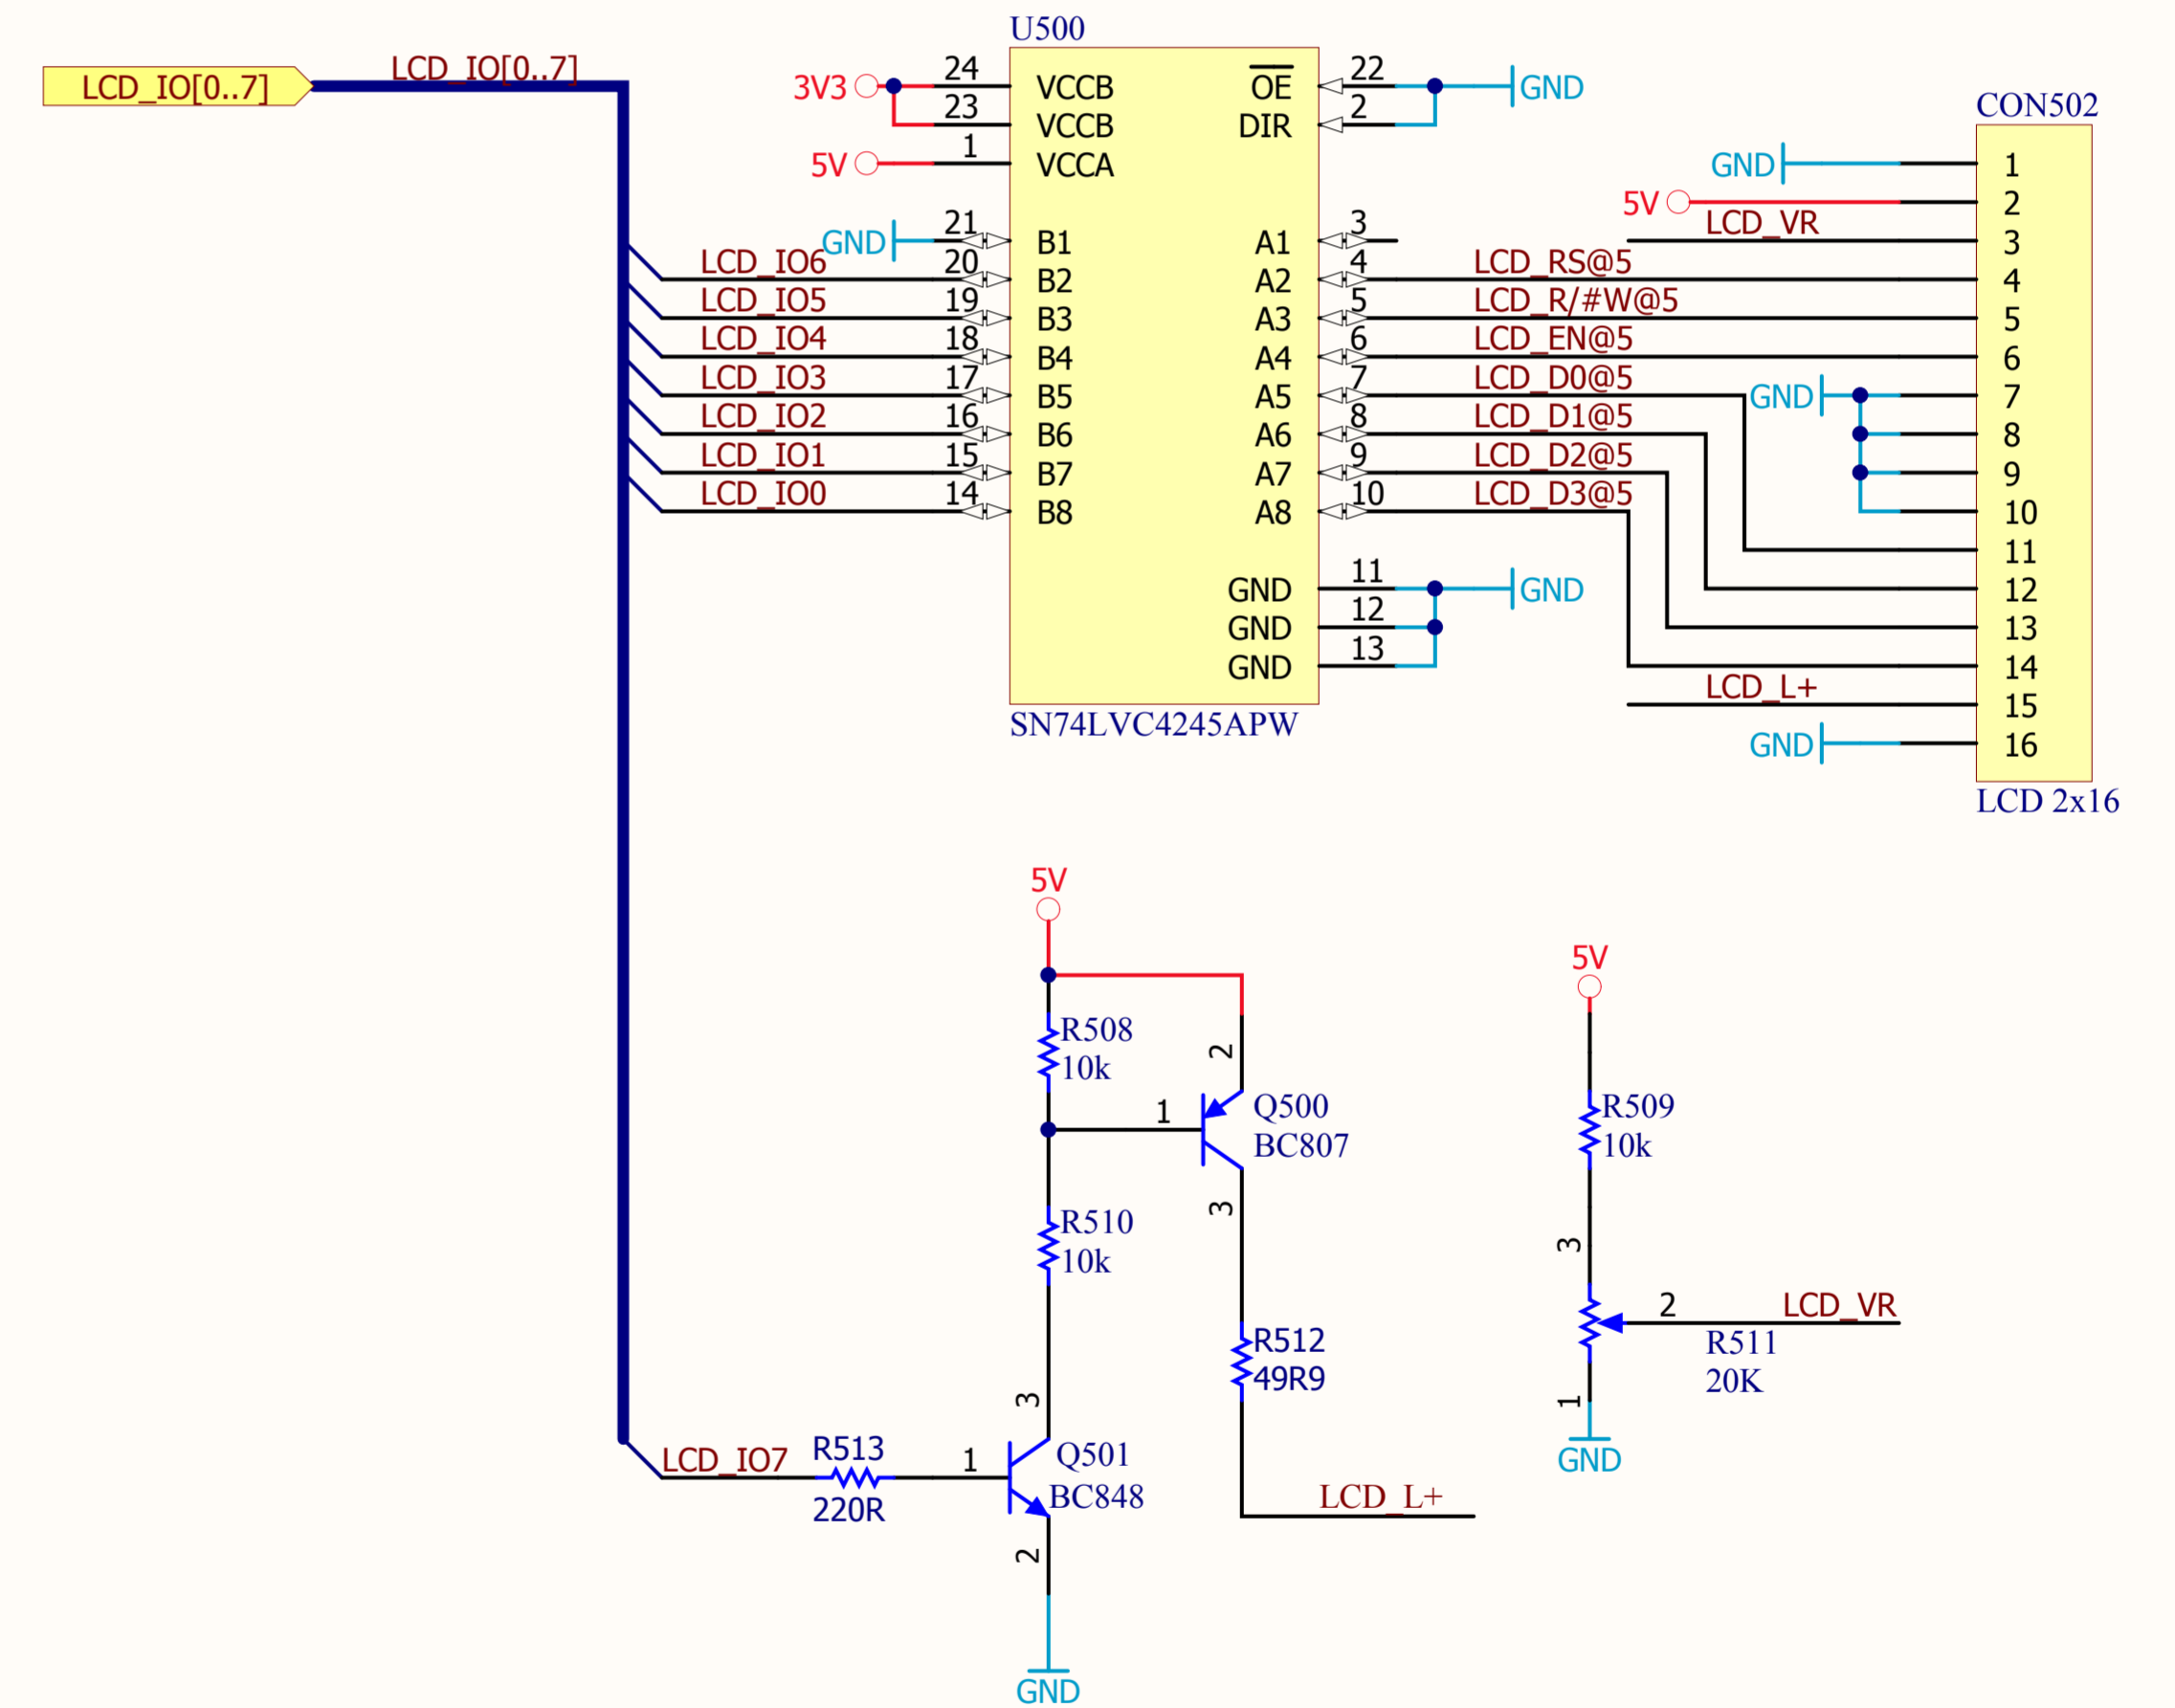 U500
LCD_IO[0..7]
LCD_IO[0..7]
3V3
24
VCCB
OE
22
GND
23
VCCB
DIR
2
5V
1
VCCA
CON502
GND
1
5V
2
GND
21
B1
A1
3
LCD_VR
3
LCD_IO6
20
B2
A2
4
LCD_RS@5
4
LCD_IO5
19
B3
A3
5
LCD_R/#W@5
5
LCD_IO4
18
B4
A4
6
LCD_EN@5
6
LCD_IO3
17
B5
A5
7
LCD_D0@5
GND
7
LCD_IO2
16
B6
A6
8
LCD_D1@5
8
LCD_IO1
15
B7
A7
9
LCD_D2@5
9
LCD_IO0
14
B8
A8
10
LCD_D3@5
10
11
GND
11
GND
12
GND
12
13
GND
13
14
LCD_L+
15
GND
16
SN74LVC4245APW
LCD 2x16
5V
R508
10k
2
1
Q500
BC807
3
R510
10k
R512
49R9
3
LCD_IO7
R513
220R
1
Q501
BC848
2
GND
LCD_L+
5V
R509
10k
3
2
LCD_VR
R511
20K
1
GND